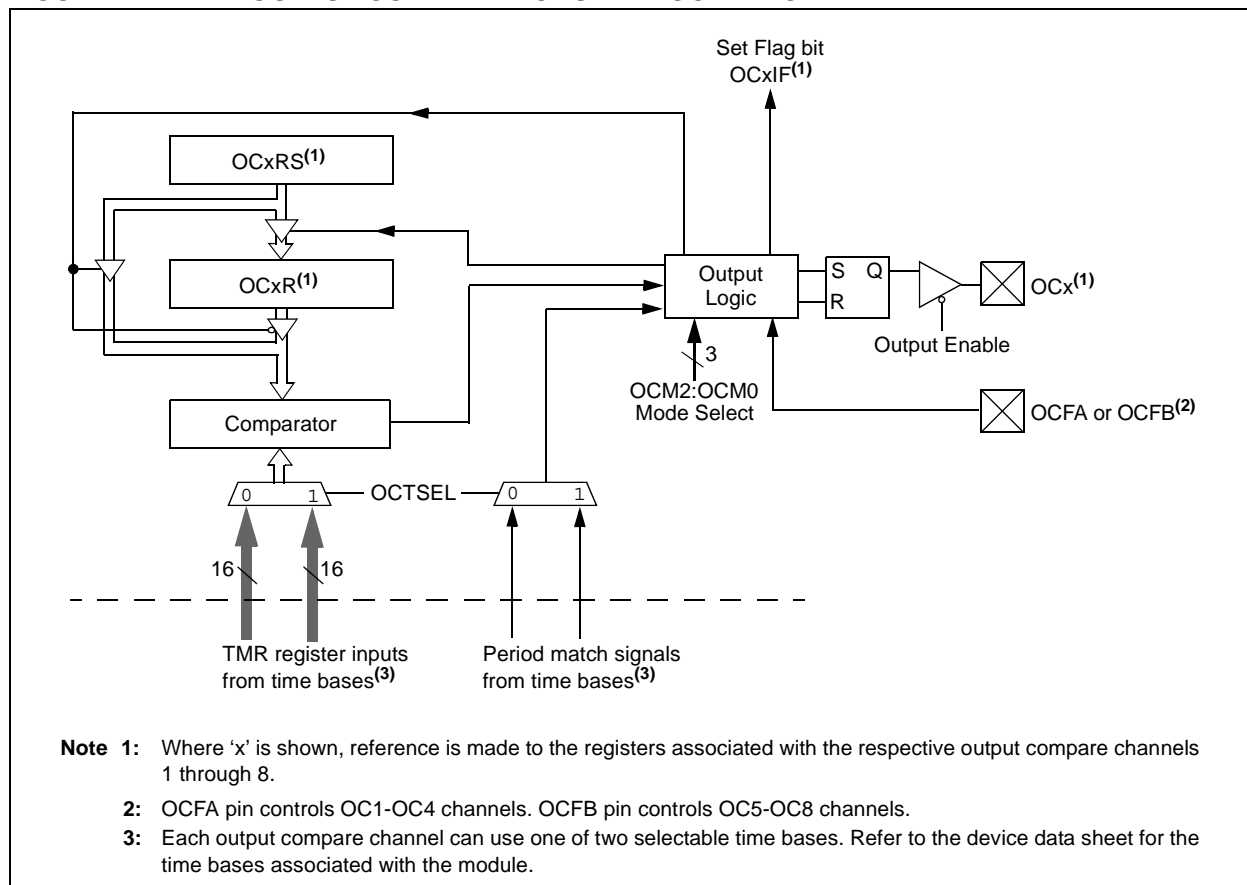 Set Flag bit
OCxIF(1)
OCxRS(1)
OCxR(1)
Output
Logic
S Q
R
OCx(1)
Output Enable
3
OCM2:OCM0
Mode Select
OCFA or OCFB(2)
Comparator
0 1
OCTSEL
0 1
16
16
TMR register inputs
from time bases(3)
Period match signals
from time bases(3)
Note 1: Where ‘x’ is shown, reference is made to the registers associated with the respective output compare channels
1 through 8.
2: OCFA pin controls OC1-OC4 channels. OCFB pin controls OC5-OC8 channels.
3: Each output compare channel can use one of two selectable time bases. Refer to the device data sheet for the
time bases associated with the module.